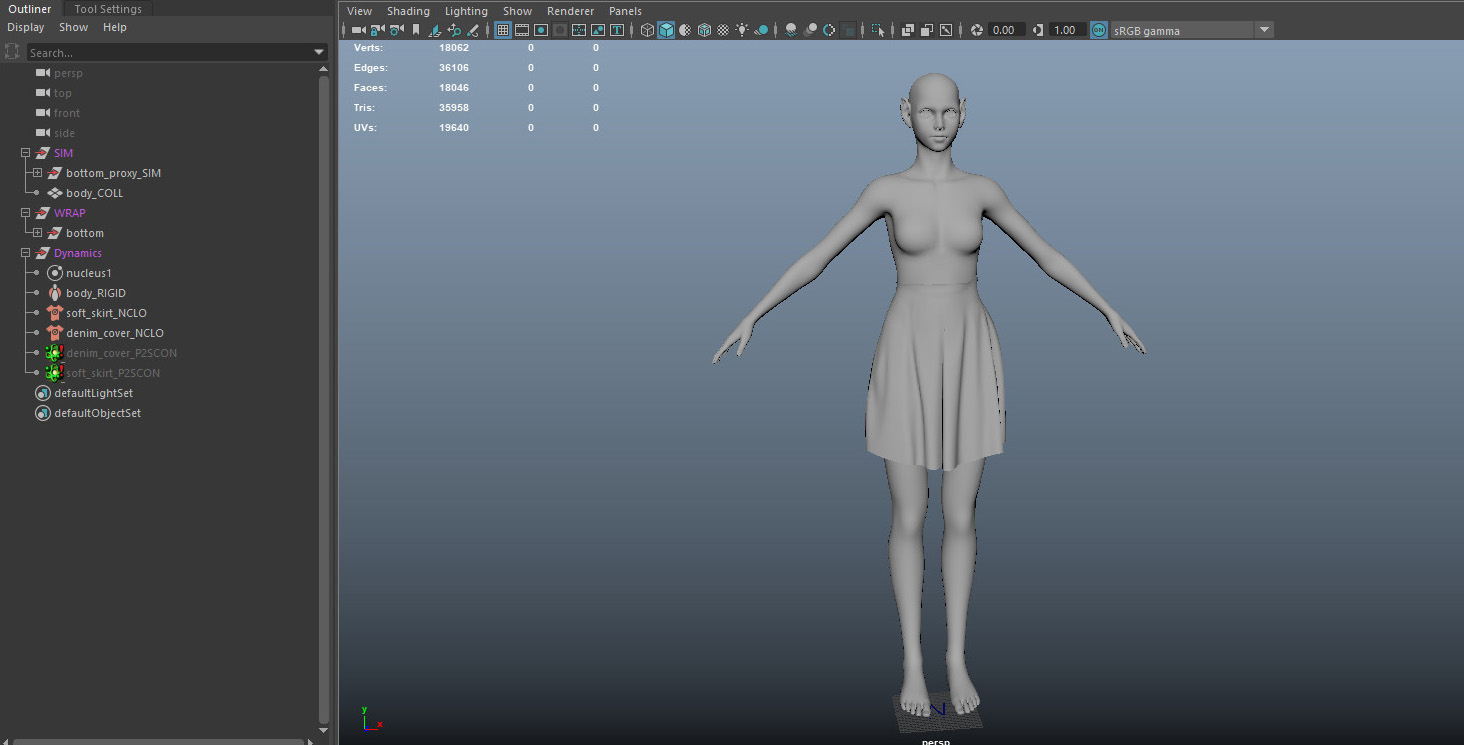 Outliner
Tool Settings
Display Show Help
Search...
persp
top
front
side
SIM
bottom_proxy_SIM
body_COLL
WRAP
bottom
Dynamics
nucleus1
body_RIGID
soft_skirt_NCLO
denim_cover_NCLO
denim_cover_P2SCON
soft_skirt_P2SCON
defaultLightSet
defaultObjectSet
View Shading Lighting Show Renderer Panels
0.00 1.00 ON sRGB gamma
Verts: 18062 0 0
Edges: 36106 0 0
Faces: 18046 0 0
Tris: 35958 0 0
UVs: 19640 0 0
y
x
persp